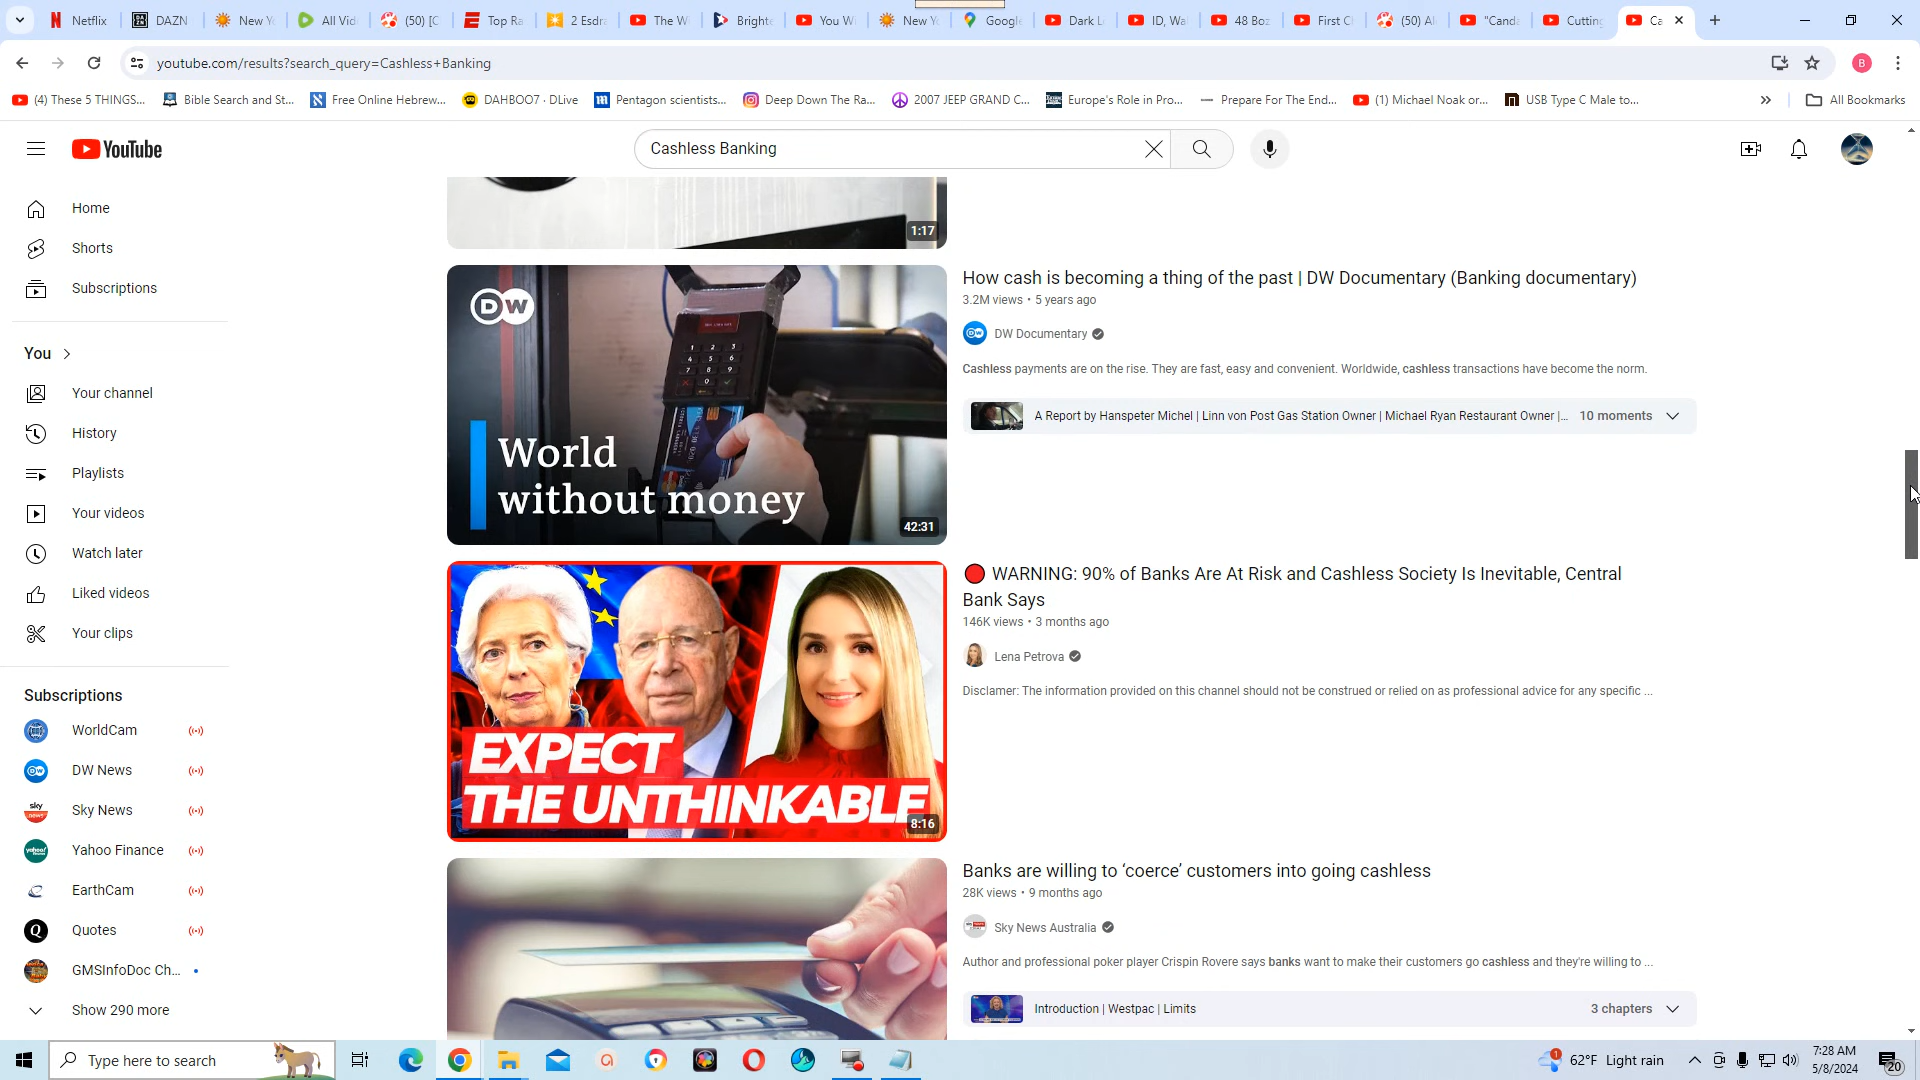 Netflix
DAZN
New Y
All Vid
(50) [C
Top Ra
2 Esdra
The W
Brighte
You Wi
New Y
Google
Dark L
ID, Wa
48 Boz
First C
(50) Al
"Canda
Cutting
Ca
youtube.com/results?search_query=Cashless+Banking
B
(4) These 5 THINGS...
Bible Search and St...
Free Online Hebrew...
DAHBOO7 · DLive
Pentagon scientists...
Deep Down The Ra...
2007 JEEP GRAND C...
Europe's Role in Pro...
Prepare For The End...
(1) Michael Noak or...
USB Type C Male to...
All Bookmarks
YouTube
Cashless Banking
Home
Shorts
Subscriptions
You
Your channel
History
Playlists
Your videos
Watch later
Liked videos
Your clips
Subscriptions
WorldCam
DW News
Sky News
Yahoo Finance
EarthCam
Quotes
GMSInfoDoc Ch...
Show 290 more
1:17
DW
World
without money
42:31
How cash is becoming a thing of the past | DW Documentary (Banking documentary)
3.2M views • 5 years ago
DW Documentary
Cashless payments are on the rise. They are fast, easy and convenient. Worldwide, cashless transactions have become the norm.
A Report by Hanspeter Michel | Linn von Post Gas Station Owner | Michael Ryan Restaurant Owner |... 10 moments
EXPECT
THE UNTHINKABLE
8:16
WARNING: 90% of Banks Are At Risk and Cashless Society Is Inevitable, Central
Bank Says
146K views • 3 months ago
Lena Petrova
Disclamer: The information provided on this channel should not be construed or relied on as professional advice for any specific ...
Banks are willing to ‘coerce’ customers into going cashless
28K views • 9 months ago
Sky News Australia
Author and professional poker player Crispin Rovere says banks want to make their customers go cashless and they're willing to ...
Introduction | Westpac | Limits 3 chapters
Type here to search
1
62°F Light rain
7:28 AM
5/8/2024
20